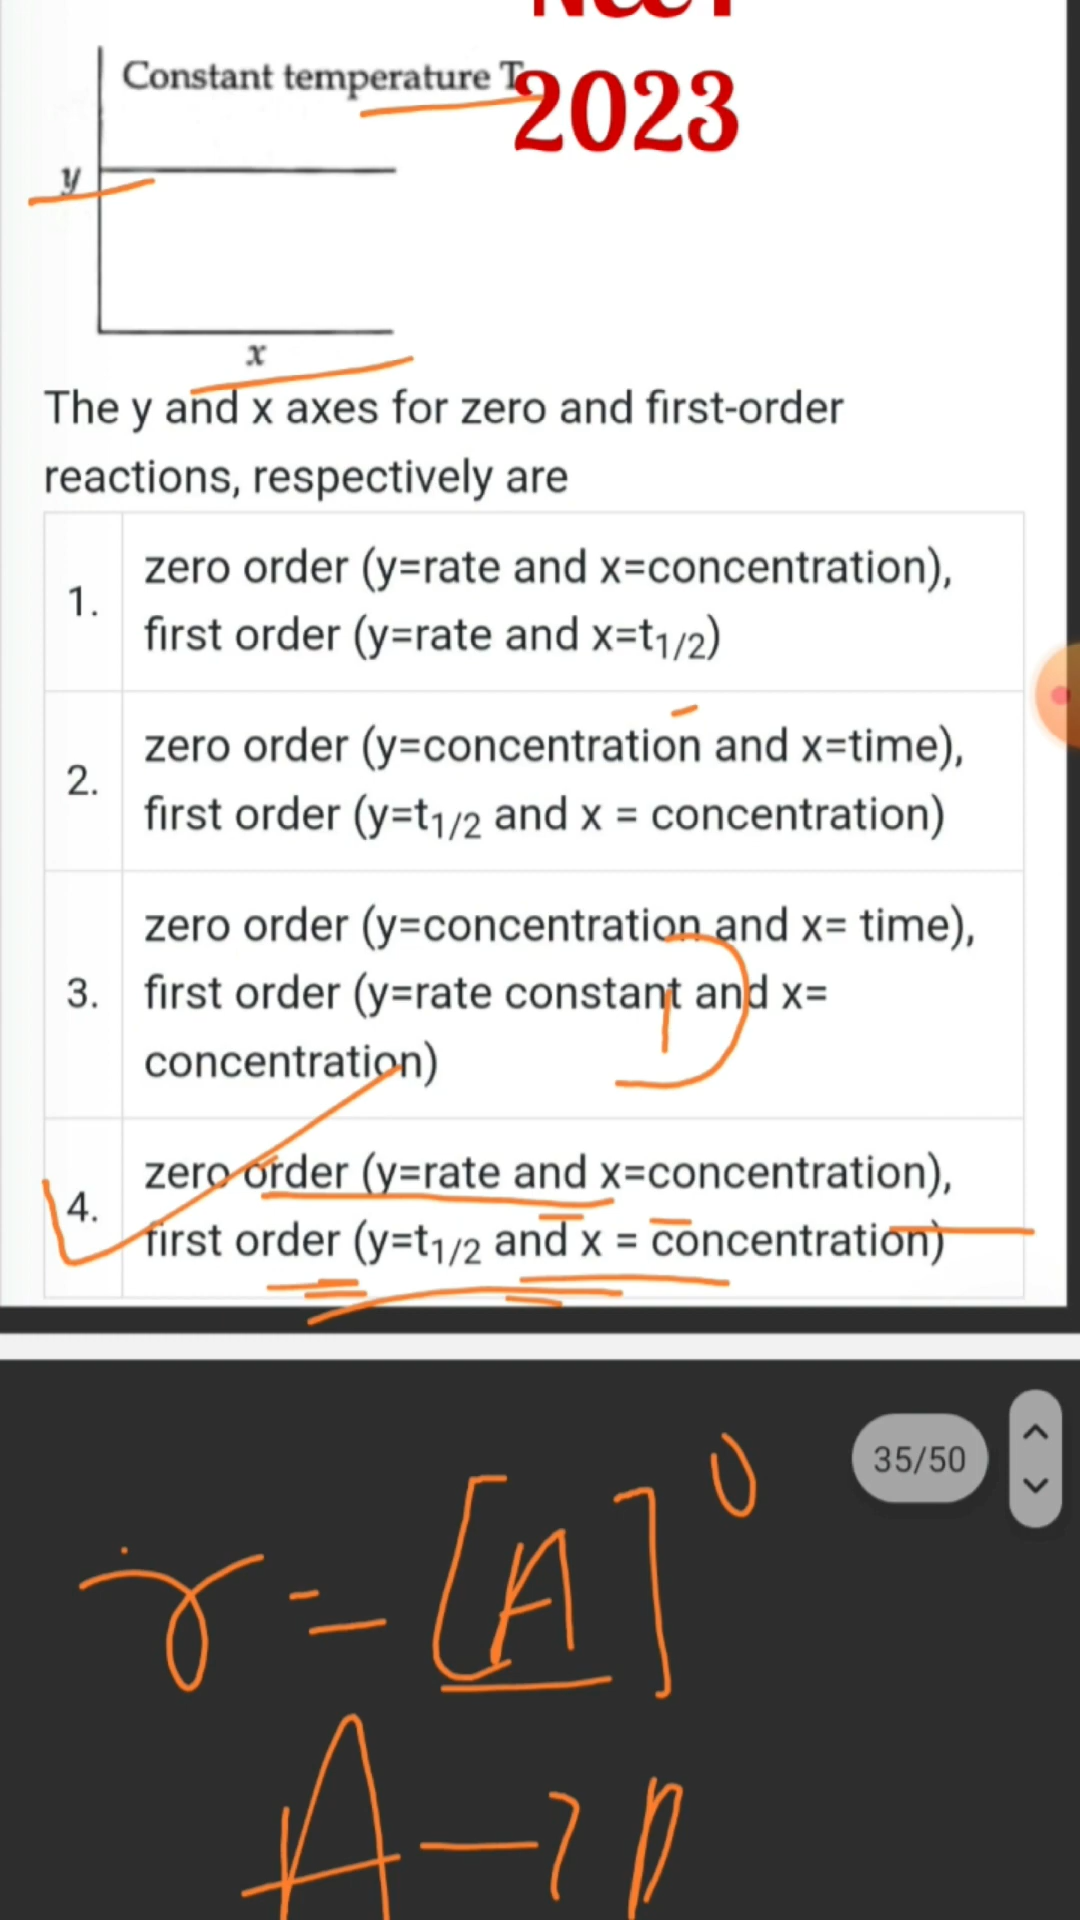 Constant temperature T
2023
y
x
The y and x axes for zero and first-order
reactions, respectively are
1.
zero order (y=rate and x=concentration),
first order (y=rate and x=t1/2)
2.
zero order (y=concentration and x=time),
first order (y=t1/2 and x = concentration)
3.
zero order (y=concentration and x= time),
first order (y=rate constant and x=
concentration)
4.
zero order (y=rate and x=concentration),
first order (y=t1/2 and x = concentration)
35/50
r = [A]⁰
A → P